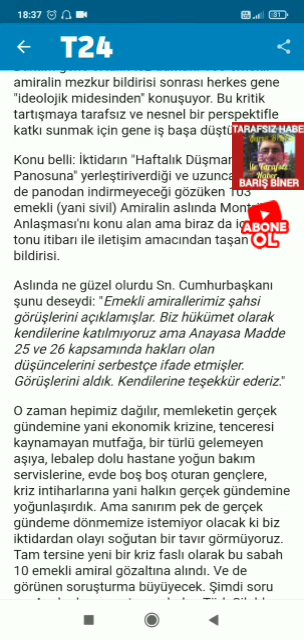 18:37
81
T24
amiralin mezkur bildirisi sonrası herkes gene
"ideolojik midesinden" konuşuyor. Bu kritik
tartışmaya tarafsız ve nesnel bir perspektifle
katkı sunmak için gene iş başa düştü
TARAFSIZ HABE
Barış Biner
ile Tarafsız
Haber
BARIŞ BİNER
ABONE
OL
Konu belli: İktidarın "Haftalık Düşman
Panosuna" yerleştiriverdiği ve uzunca
de panodan indirmeyeceği gözüken 103
emekli (yani sivil) Amiralin aslında Montr
Anlaşması'nı konu alan ama biraz da iç
tonu itibarı ile iletişim amacından taşan
bildirisi.
Aslında ne güzel olurdu Sn. Cumhurbaşkanı
şunu deseydi: "Emekli amirallerimiz şahsi
görüşlerini açıklamışlar. Biz hükümet olarak
kendilerine katılmıyoruz ama Anayasa Madde
25 ve 26 kapsamında hakları olan
düşüncelerini serbestçe ifade etmişler.
Görüşlerini aldık. Kendilerine teşekkür ederiz."
O zaman hepimiz dağılır, memleketin gerçek
gündemine yani ekonomik krizine, tenceresi
kaynamayan mutfağa, bir türlü gelemeyen
aşıya, lebalep dolu hastane yoğun bakım
servislerine, evde boş boş oturan gençlere,
kriz intiharlarına yani halkın gerçek gündemine
yoğunlaşırdık. Ama sanırım pek de gerçek
gündeme dönmemize istemiyor olacak ki biz
iktidardan olayı soğutan bir tavır görmüyoruz.
Tam tersine yeni bir kriz faslı olarak bu sabah
10 emekli amiral gözaltına alındı. Ve de
görünen soruşturma büyüyecek. Şimdi soru